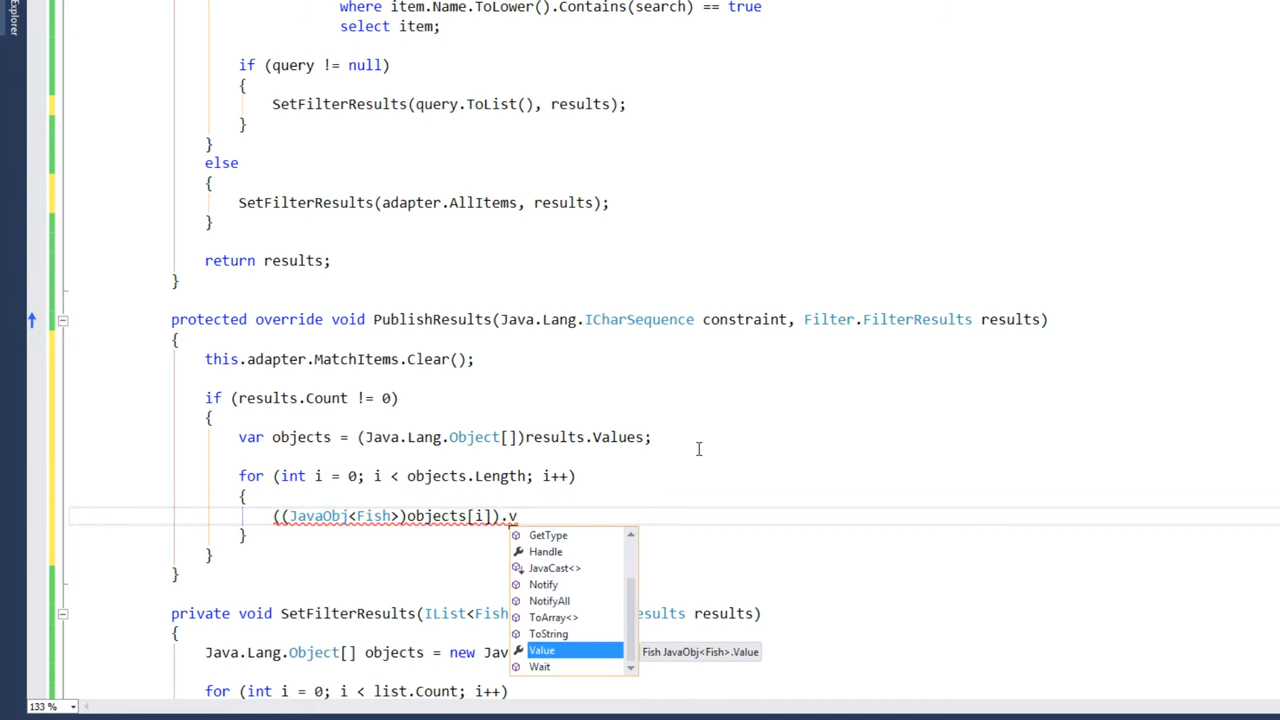 Explorer
where item.Name.ToLower().Contains(search) == true
select item;
if (query != null)
{
SetFilterResults(query.ToList(), results);
}
}
else
{
SetFilterResults(adapter.AllItems, results);
}
return results;
}
protected override void PublishResults(Java.Lang.ICharSequence constraint, Filter.FilterResults results)
{
this.adapter.MatchItems.Clear();
if (results.Count != 0)
{
var objects = (Java.Lang.Object[])results.Values;
for (int i = 0; i < objects.Length; i++)
{
((JavaObj<Fish>)objects[i]).v
}
}
}
GetType
Handle
JavaCast<>
Notify
NotifyAll
ToArray<>
ToString
Value
Wait
Fish JavaObj<Fish>.Value
private void SetFilterResults(IList<Fish esults results)
{
Java.Lang.Object[] objects = new Jav
for (int i = 0; i < list.Count; i++)
133 %